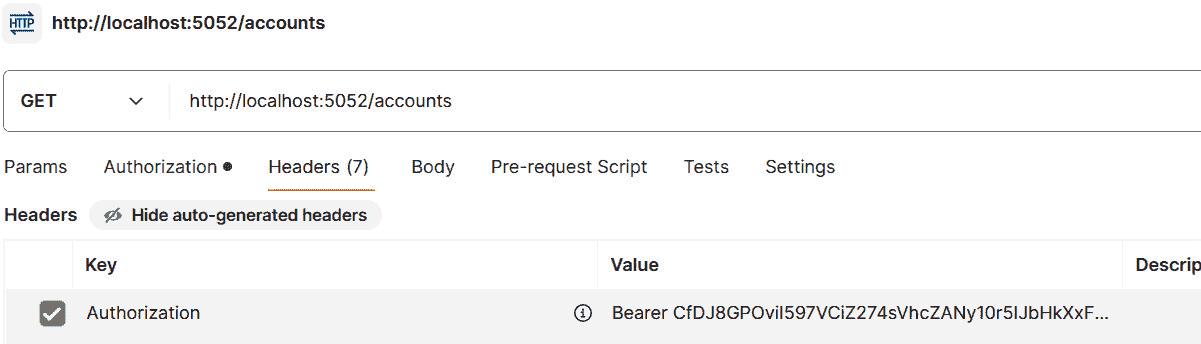 HTTP http://localhost:5052/accounts
GET http://localhost:5052/accounts
Params Authorization Headers (7) Body Pre-request Script Tests Settings
Headers Hide auto-generated headers
Key Value Descrip
Authorization Bearer CfDJ8GPOviI597VCiZ274sVhcZANy10r5IJbHkXxF...